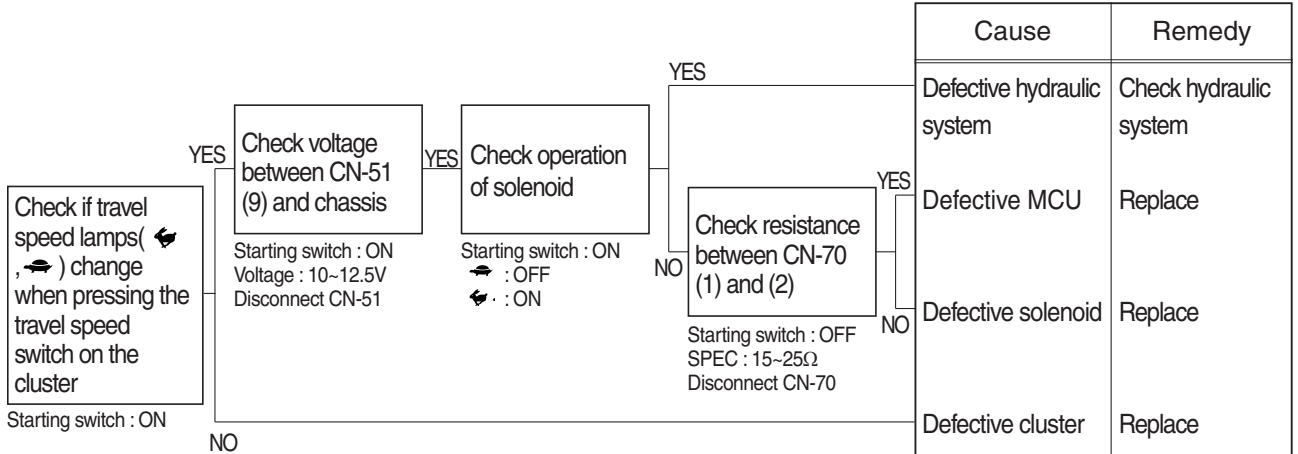 Check if travel
speed lamps(
, ) change
when pressing the
travel speed
switch on the
cluster
Starting switch : ON
YES
NO
Check voltage
between CN-51
(9) and chassis
Starting switch : ON
Voltage : 10~12.5V
Disconnect CN-51
YES
Check operation
of solenoid
Starting switch : ON
: OFF
: ON
YES
NO
Check resistance
between CN-70
(1) and (2)
Starting switch : OFF
SPEC : 15~25Ω
Disconnect CN-70
YES
NO
Cause Remedy
Defective hydraulic Check hydraulic
system system
Defective MCU Replace
Defective solenoid Replace
Defective cluster Replace